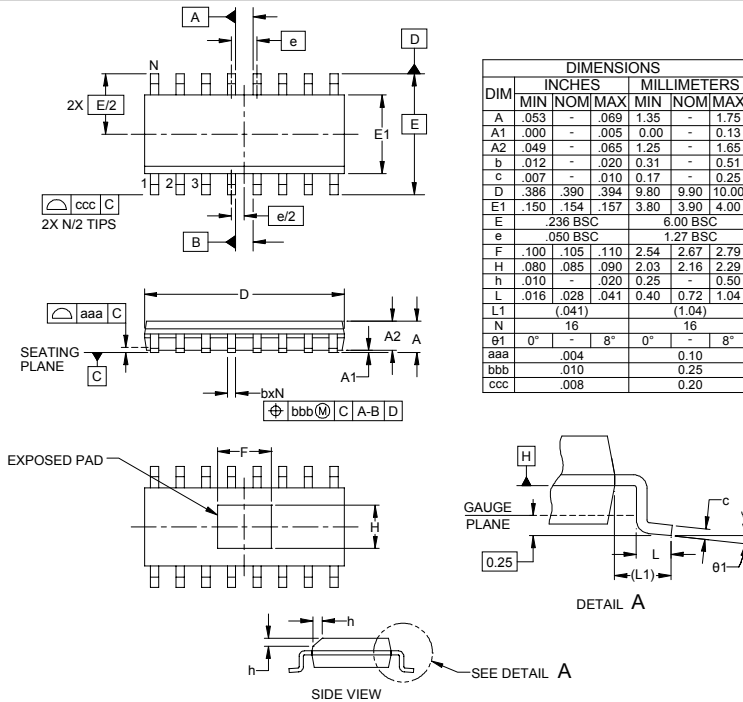 A
e
D
N
2X E/2
E1
E
1 2 3
ccc C
2X N/2 TIPS
e/2
B
DIMENSIONS
DIM INCHES MILLIMETERS
MIN NOM MAX MIN NOM MAX
A .053 - .069 1.35 - 1.75
A1 .000 - .005 0.00 - 0.13
A2 .049 - .065 1.25 - 1.65
b .012 - .020 0.31 - 0.51
c .007 - .010 0.17 - 0.25
D .386 .390 .394 9.80 9.90 10.00
E1 .150 .154 .157 3.80 3.90 4.00
E .236 BSC 6.00 BSC
e .050 BSC 1.27 BSC
F .100 .105 .110 2.54 2.67 2.79
H .080 .085 .090 2.03 2.16 2.29
h .010 - .020 0.25 - 0.50
L .016 .028 .041 0.40 0.72 1.04
L1 (.041) (1.04)
N 16 16
θ1 0° - 8° 0° - 8°
aaa .004 0.10
bbb .010 0.25
ccc .008 0.20
D
aaa C
A2 A
SEATING
PLANE
C
A1
bxN
⌖ bbb Ⓜ C A-B D
EXPOSED PAD
F
H
H
GAUGE
PLANE
0.25
c
L
(L1)
θ1
DETAIL A
h
h
SEE DETAIL A
SIDE VIEW